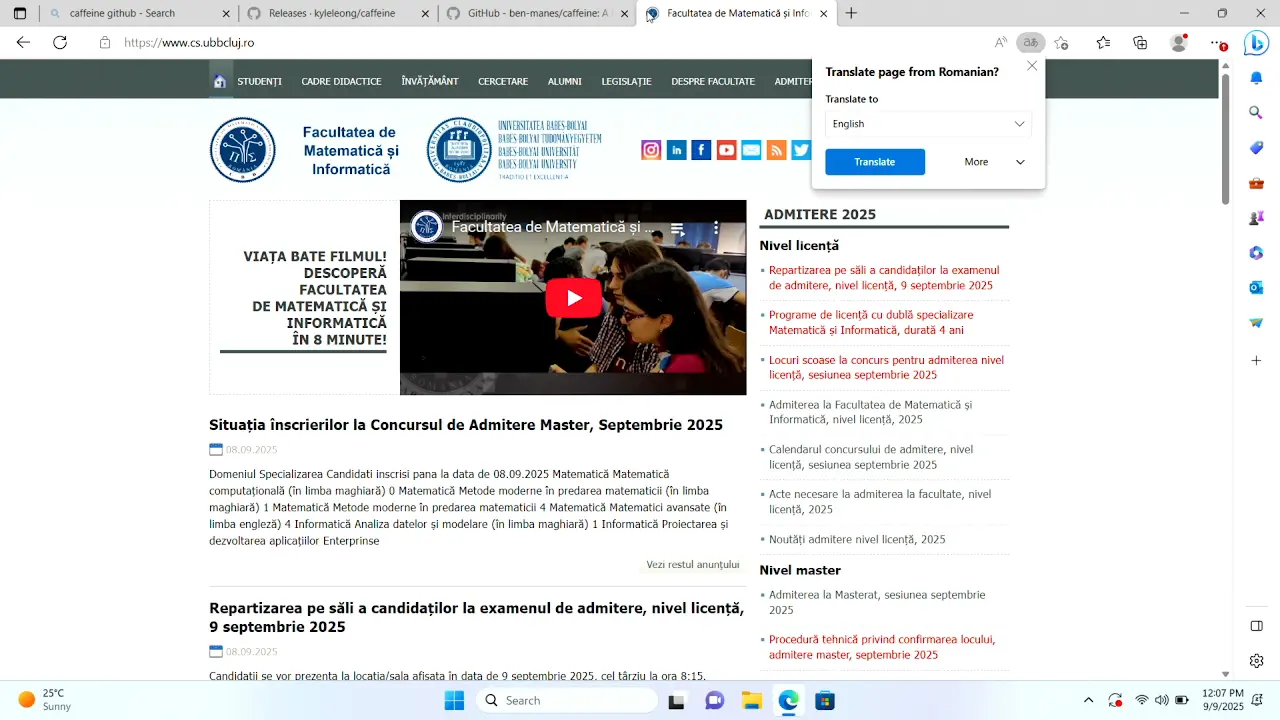 caffeine github - Search
Releases · kyleleong/caffeine
GitHub - ben-manes/caffeine: A
Facultatea de Matematică și Info
https://www.cs.ubbcluj.ro
STUDENȚI CADRE DIDACTICE ÎNVĂȚĂMÂNT CERCETARE ALUMNI LEGISLAȚIE DESPRE FACULTATE ADMITER
Translate page from Romanian?
Translate to
English
Translate More
Facultatea de
Matematică și
Informatică
UNIVERSITATEA BABEȘ-BOLYAI
BABEȘ-BOLYAI TUDOMÁNYEGYETEM
BABEȘ-BOLYAI UNIVERSITÄT
BABEȘ-BOLYAI UNIVERSITY
TRADITIO ET EXCELLENTIA
VIAȚA BATE FILMUL!
DESCOPERĂ
FACULTATEA
DE MATEMATICĂ ȘI
INFORMATICĂ
ÎN 8 MINUTE!
Interdisciplinarity
Facultatea de Matematică și ...
Situația înscrierilor la Concursul de Admitere Master, Septembrie 2025
08.09.2025
Domeniul Specializarea Candidati inscrisi pana la data de 08.09.2025 Matematică Matematică
computațională (în limba maghiară) 0 Matematică Metode moderne în predarea matematicii (în limba
maghiară) 1 Matematică Metode moderne în predarea matematicii 4 Matematică Matematici avansate (în
limba engleză) 4 Informatică Analiza datelor și modelare (în limba maghiară) 1 Informatică Proiectarea și
dezvoltarea aplicațiilor Enterprinse
Vezi restul anunțului
Repartizarea pe săli a candidaților la examenul de admitere, nivel licență,
9 septembrie 2025
08.09.2025
Candidații se vor prezenta la locația/sala afișată în data de 9 septembrie 2025, cel târziu la ora 8:15.
ADMITERE 2025
Nivel licență
Repartizarea pe săli a candidaților la examenul
de admitere, nivel licență, 9 septembrie 2025
Programe de licență cu dublă specializare
Matematică și Informatică, durată 4 ani
Locuri scoase la concurs pentru admiterea nivel
licență, sesiunea septembrie 2025
Admiterea la Facultatea de Matematică și
Informatică, nivel licență, 2025
Calendarul concursului de admitere, nivel
licență, sesiunea septembrie 2025
Acte necesare la admiterea la facultate, nivel
licență, 2025
Noutăți admitere nivel licență, 2025
Nivel master
Admiterea la Masterat, sesiunea septembrie
2025
Procedură tehnică privind confirmarea locului,
admitere master, septembrie 2025
25°C
Sunny
Search
12:07 PM
9/9/2025